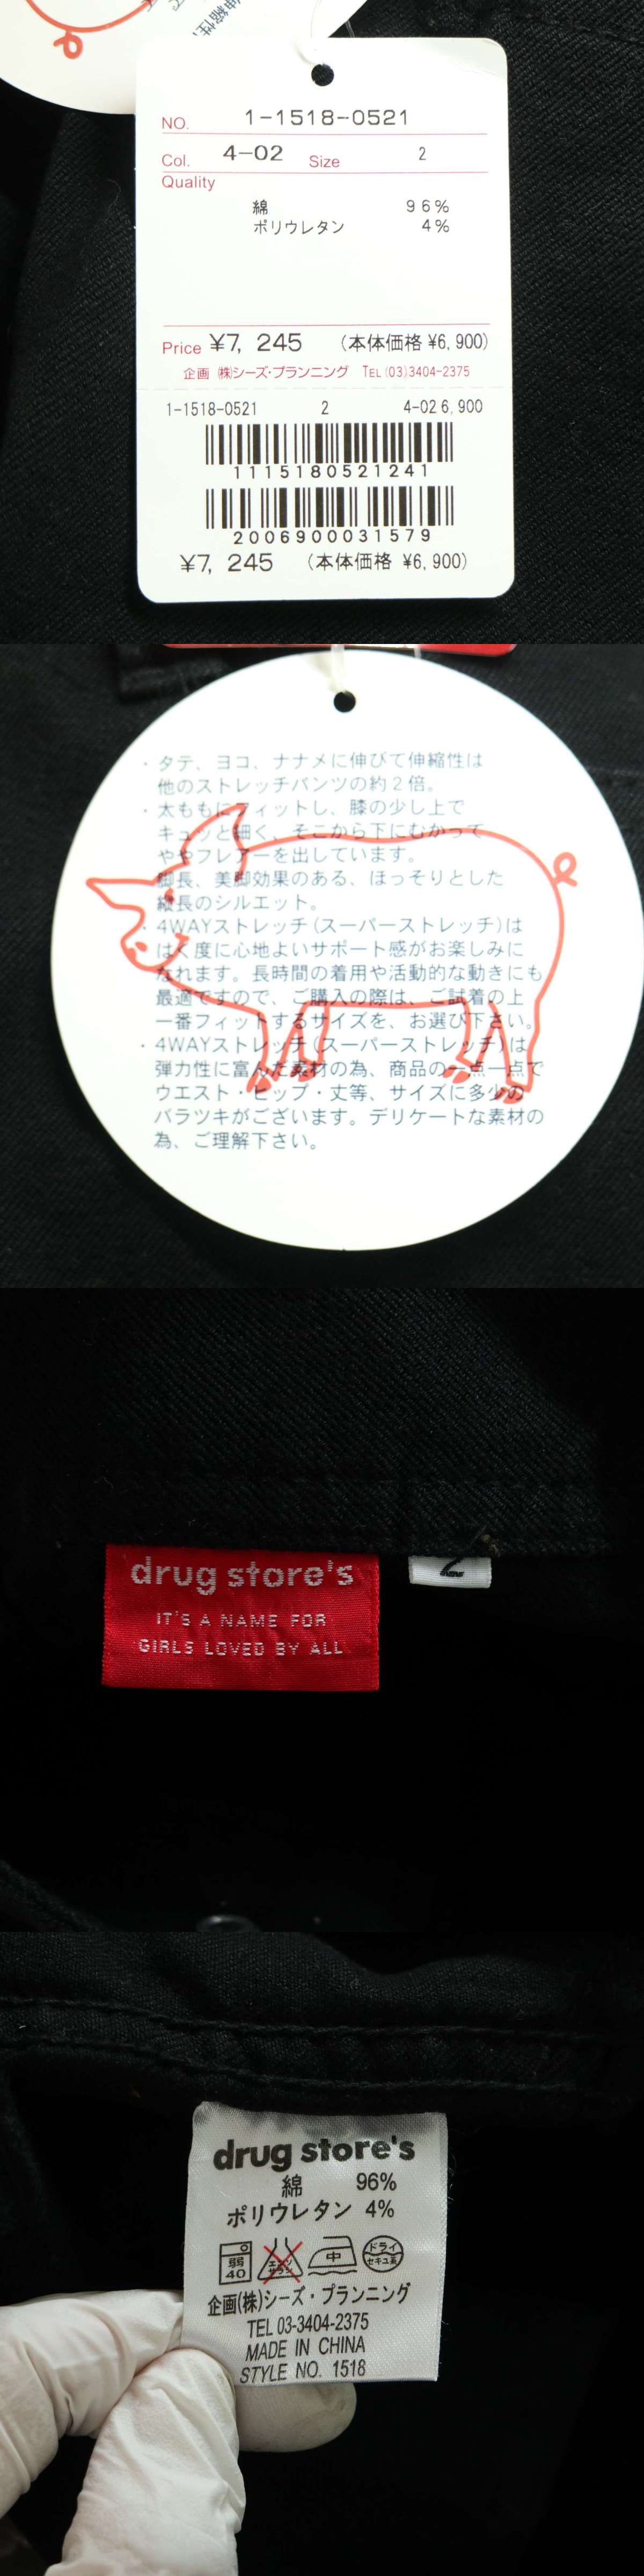 伸縮性
NO. 1-1518-0521
Col. 4-02 Size 2
Quality
綿 96%
ポリウレタン 4%
Price ¥7, 245 (本体価格 ¥6, 900)
企画 ㈱シーズ・プランニング TEL (03)3404-2375
1-1518-0521 2 4-02 6,900
1115180521241
2006900031579
¥7, 245 (本体価格 ¥6, 900)
・タテ、ヨコ、ナナメに伸びて伸縮性は
他のストレッチパンツの約2倍。
・太ももにフィットし、膝の少し上で
キュッと細く、そこから下にむかって
ややフレアーを出しています。
脚長、美脚効果のある、ほっそりとした
縦長のシルエット。
・4WAYストレッチ(スーパーストレッチ)は
はく度に心地よいサポート感がお楽しみに
なれます。長時間の着用や活動的な動きにも
最適ですので、ご購入の際は、ご試着の上
一番フィットするサイズを、お選び下さい。
・4WAYストレッチ(スーパーストレッチ)は
弾力性に富んだ素材の為、商品の一点一点で
ウエスト・ヒップ・丈等、サイズに多少の
バラツキがございます。デリケートな素材の
為、ご理解下さい。
drug store's
IT'S A NAME FOR
GIRLS LOVED BY ALL
2
drug store's
綿 96%
ポリウレタン 4%
弱 40 エンソ サラシ 中 ドライ セキユ系
企画(株)シーズ・プランニング
TEL 03-3404-2375
MADE IN CHINA
STYLE NO. 1518